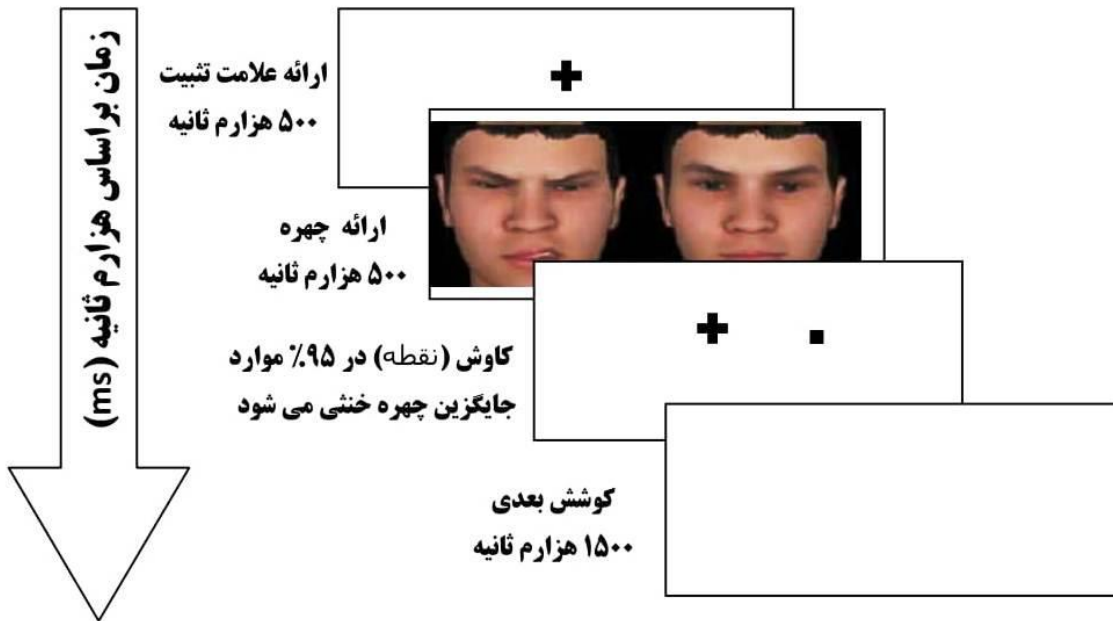 زمان براساس هزارم ثانیه (ms)
ارائه علامت تثبیت
۵۰۰ هزارم ثانیه
ارائه چهره
۵۰۰ هزارم ثانیه
کاوش (نقطه) در ۹۵٪ موارد
جایگزین چهره خنثی می شود
کوشش بعدی
۱۵۰۰ هزارم ثانیه